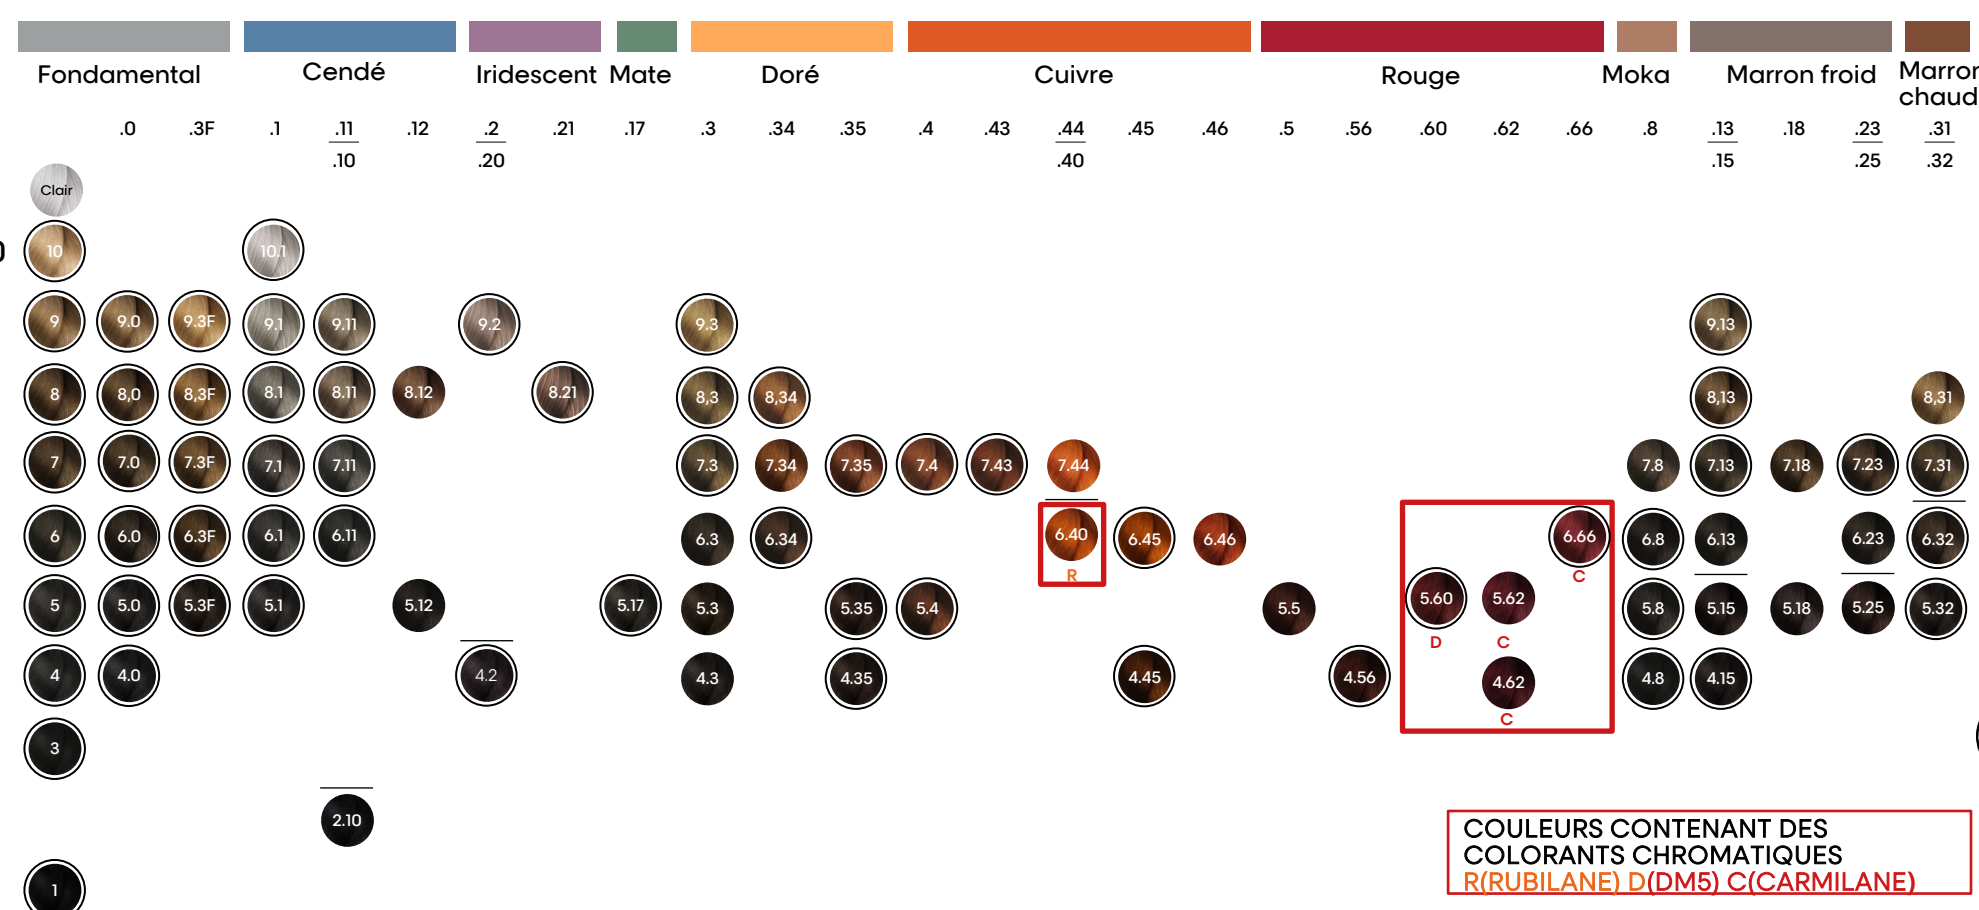 Fondamental Cendé Iridescent Mate Doré Cuivre Rouge Moka Marron froid Marron
chaud
.0 .3F .1 .11 .12 .2 .21 .17 .3 .34 .35 .4 .43 .44 .45 .46 .5 .56 .60 .62 .66 .8 .13 .18 .23 .31
.10 .20 .40 .15 .25 .32
Clair
10 10.1
9 9.0 9.3F 9.1 9.11 9.2 9.3 9.13
8 8,0 8,3F 8.1 8.11 8.12 8.21 8,3 8,34 8,13 8,31
7 7.0 7.3F 7.1 7.11 7.3 7.34 7.35 7.4 7.43 7.44 7.8 7.13 7.18 7.23 7.31
6 6.0 6.3F 6.1 6.11 6.3 6.34 6.40 6.45 6.46 6.66 6.8 6.13 6.23 6.32
R C
5 5.0 5.3F 5.1 5.12 5.17 5.3 5.35 5.4 5.5 5.60 5.62 5.8 5.15 5.18 5.25 5.32
D C
4 4.0 4.2 4.3 4.35 4.45 4.56 4.62 4.8 4.15
C
3
2.10
COULEURS CONTENANT DES
COLORANTS CHROMATIQUES
R(RUBILANE) D(DM5) C(CARMILANE)
1